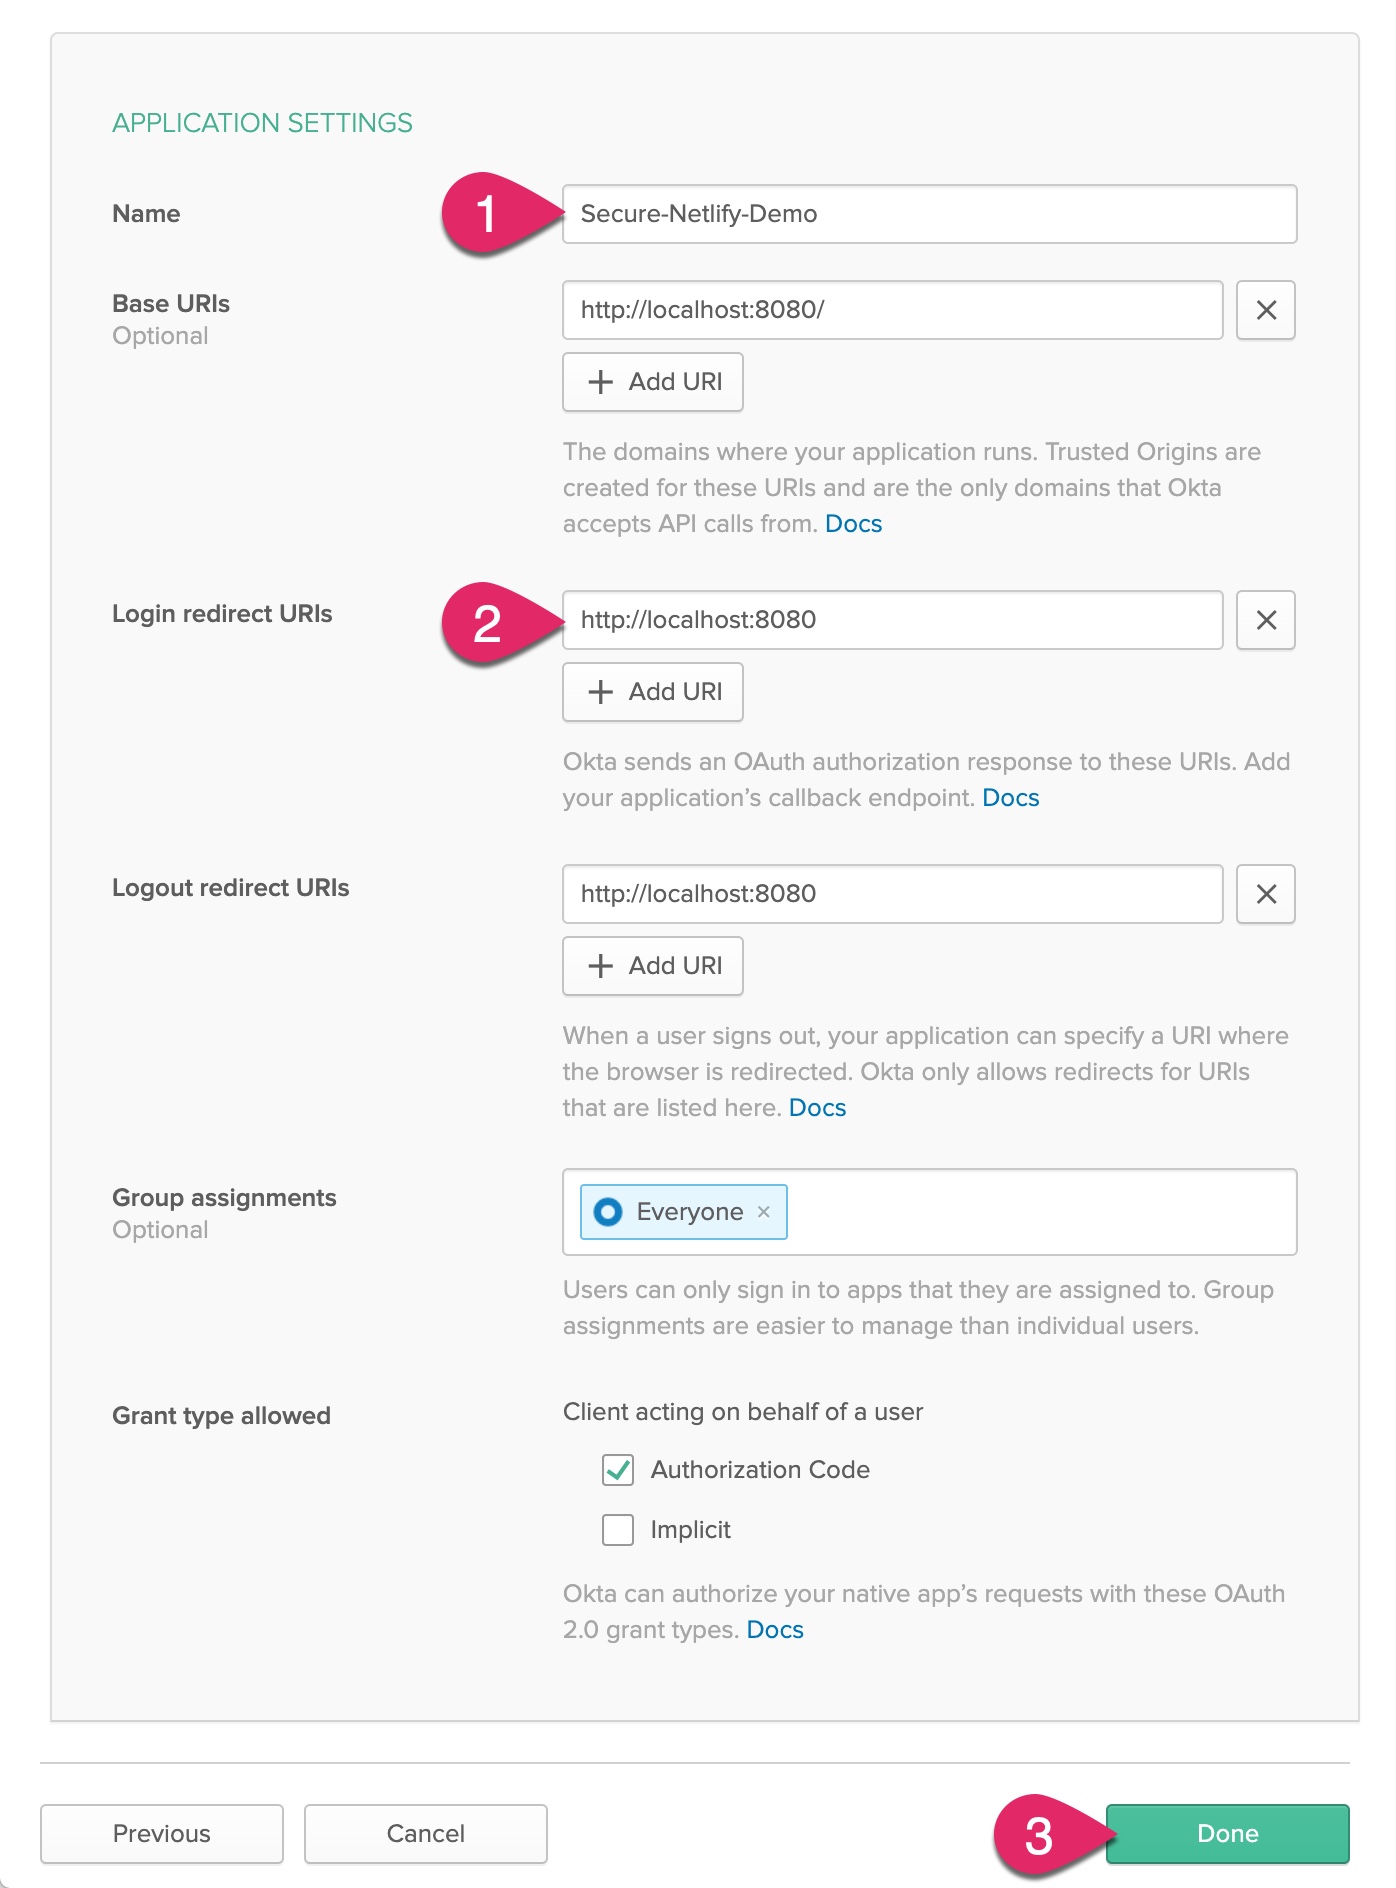 APPLICATION SETTINGS
Name
1
Secure-Netlify-Demo
Base URIs
Optional
http://localhost:8080/
Add URI
The domains where your application runs. Trusted Origins are
created for these URIs and are the only domains that Okta
accepts API calls from. Docs
Login redirect URIs
2
http://localhost:8080
Add URI
Okta sends an OAuth authorization response to these URIs. Add
your application’s callback endpoint. Docs
Logout redirect URIs
http://localhost:8080
Add URI
When a user signs out, your application can specify a URI where
the browser is redirected. Okta only allows redirects for URIs
that are listed here. Docs
Group assignments
Optional
Everyone ×
Users can only sign in to apps that they are assigned to. Group
assignments are easier to manage than individual users.
Grant type allowed
Client acting on behalf of a user
Authorization Code
Implicit
Okta can authorize your native app’s requests with these OAuth
2.0 grant types. Docs
Previous
Cancel
3
Done